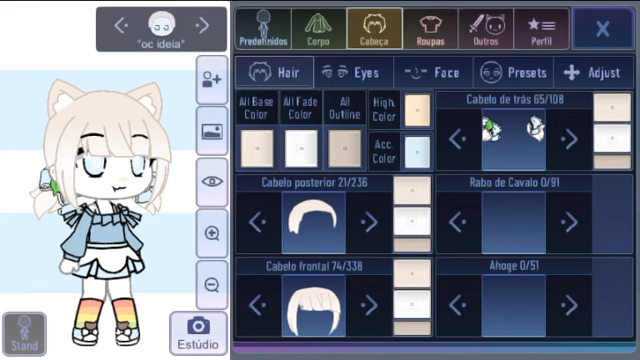 "oc ideia"
Predefinidos
Corpo
Cabeça
Roupas
Outros
Perfil
X
Hair
Eyes
Face
Presets
Adjust
All Base Color
All Fade Color
All Outline
High. Color
Acc. Color
Cabelo de trás 65/108
Cabelo posterior 21/236
Rabo de Cavalo 0/91
Cabelo frontal 74/338
Ahoge 0/51
Stand
Estúdio